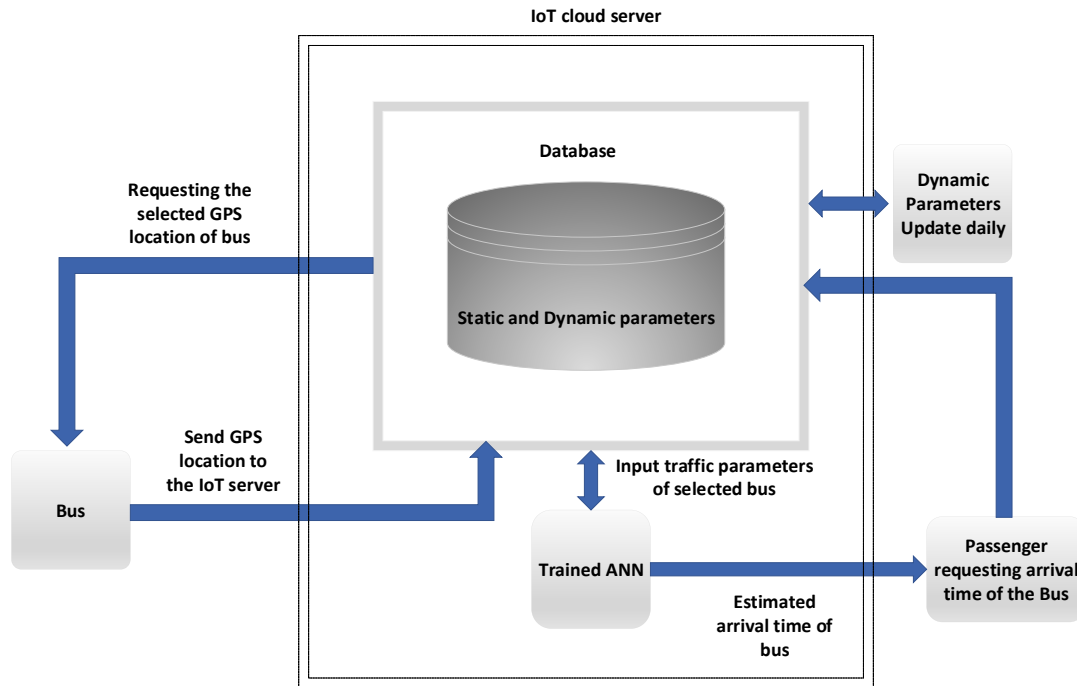 IoT cloud server
Database
Static and Dynamic parameters
Dynamic
Parameters
Update daily
Requesting the
selected GPS
location of bus
Send GPS
location to
the IoT server
Bus
Input traffic parameters
of selected bus
Trained ANN
Estimated
arrival time of
bus
Passenger
requesting arrival
time of the Bus